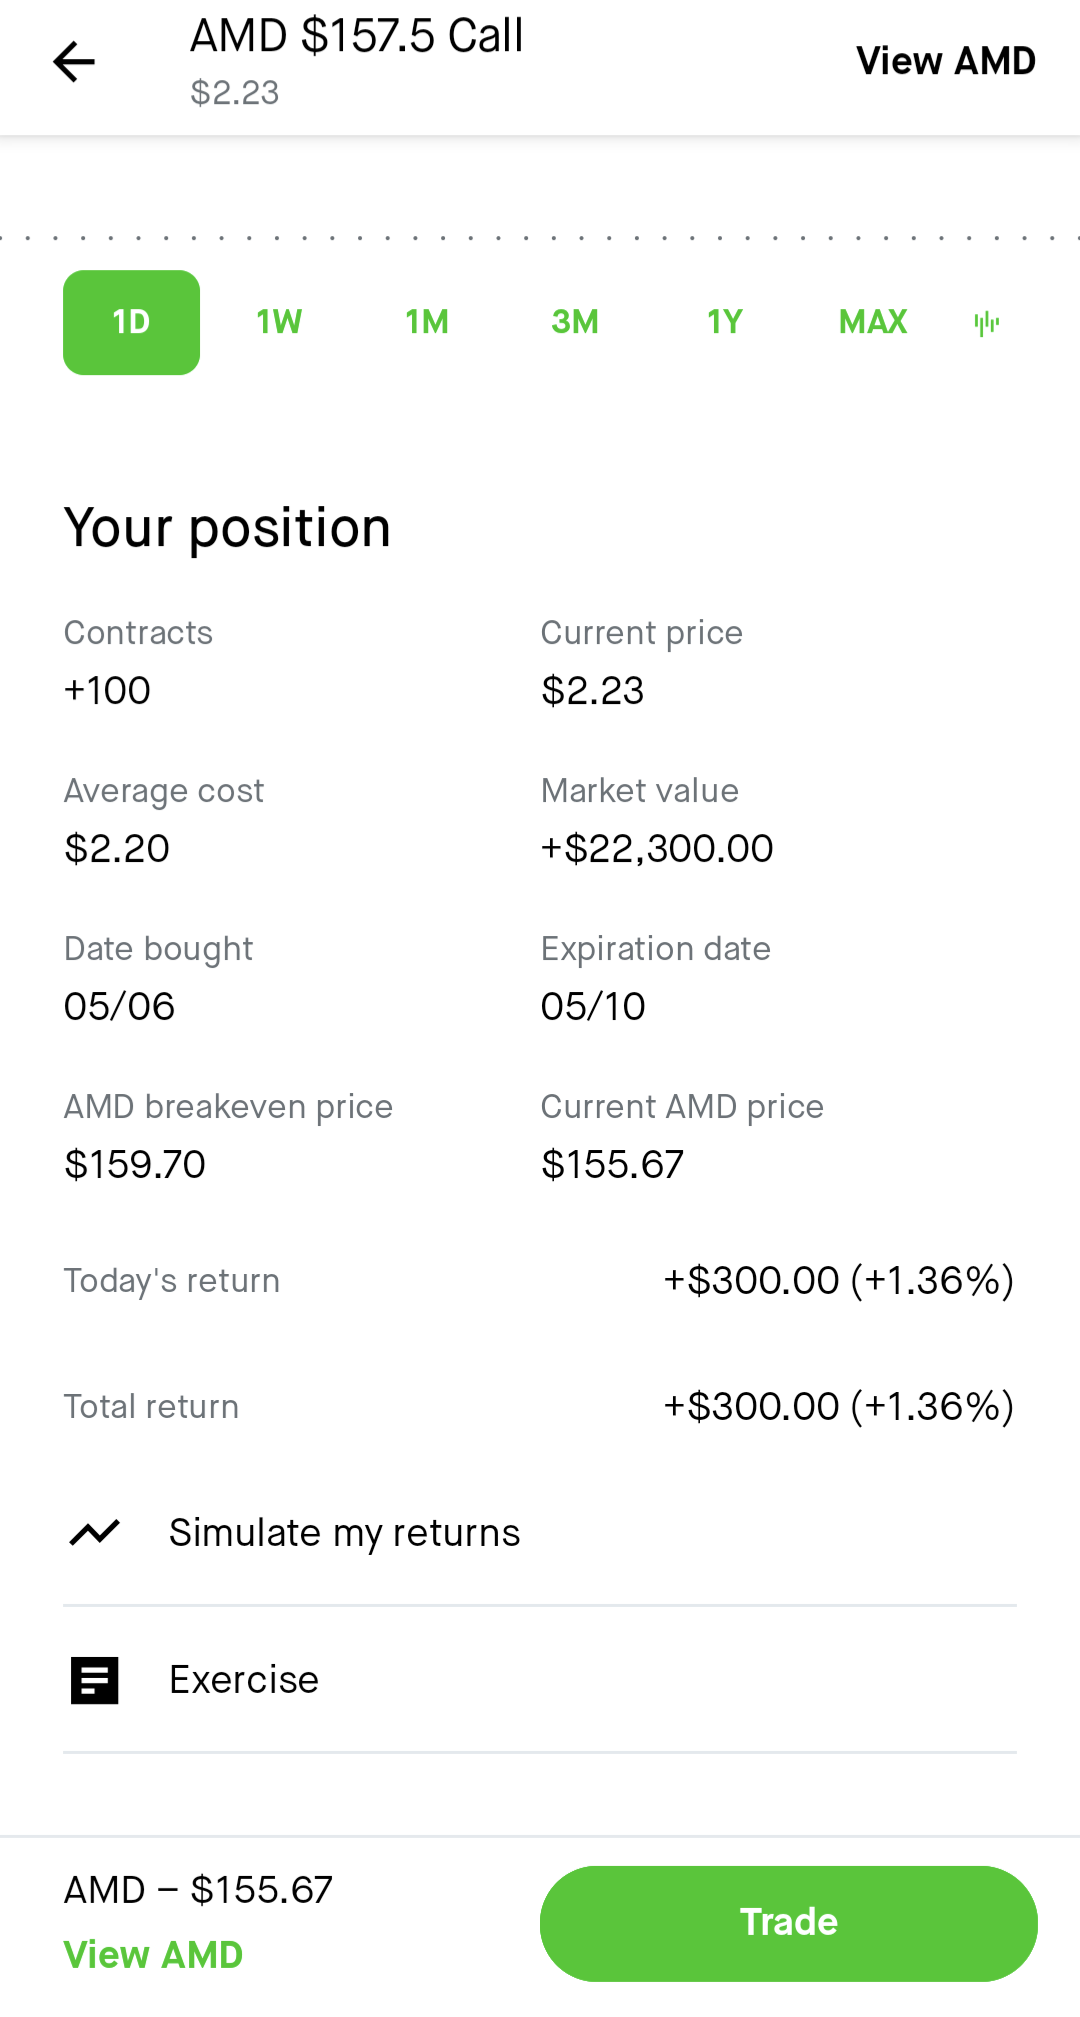 AMD $157.5 Call
$2.23
View AMD
1D 1W 1M 3M 1Y MAX
Your position
Contracts
+100
Current price
$2.23
Average cost
$2.20
Market value
+$22,300.00
Date bought
05/06
Expiration date
05/10
AMD breakeven price
$159.70
Current AMD price
$155.67
Today's return
+$300.00 (+1.36%)
Total return
+$300.00 (+1.36%)
Simulate my returns
Exercise
AMD – $155.67
View AMD
Trade